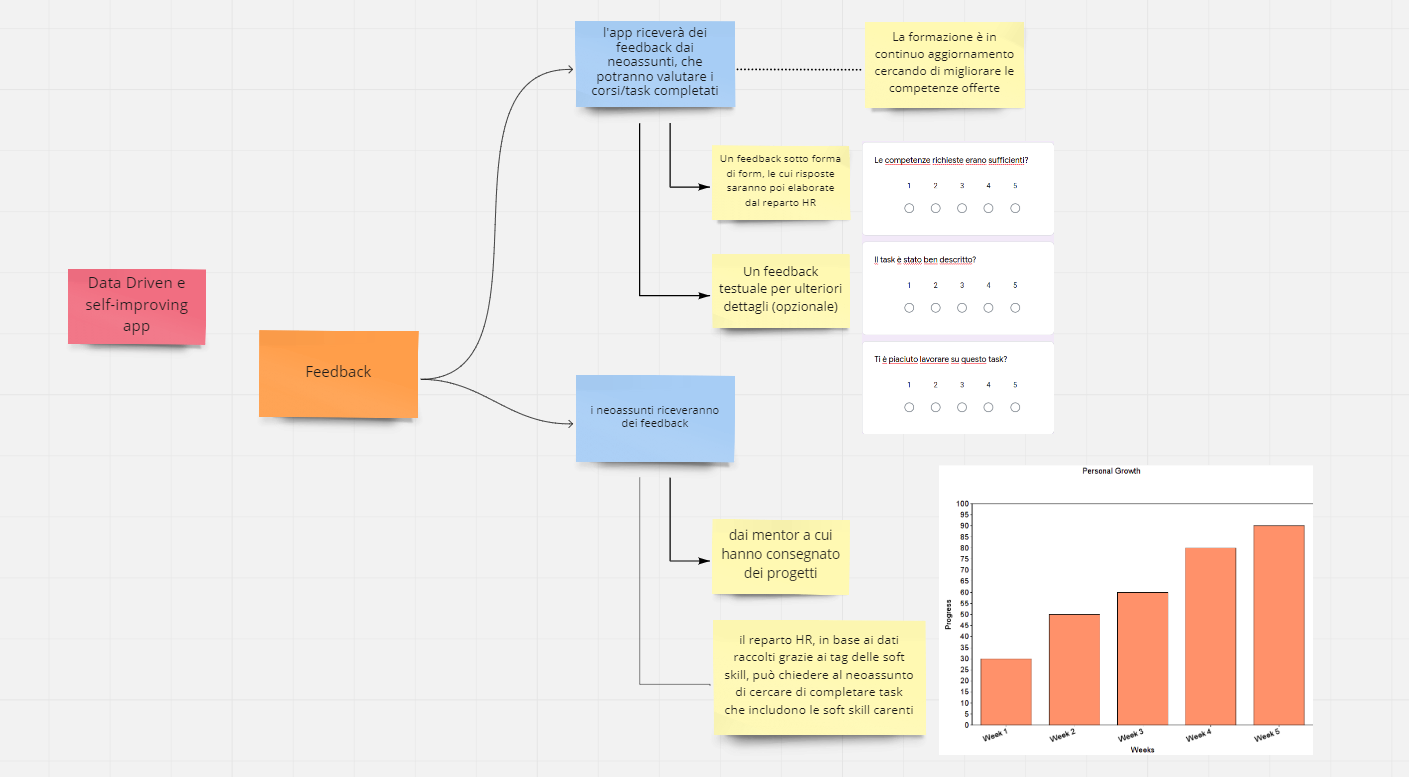 Data Driven e
self-improving
app
Feedback
l'app riceverà dei
feedback dai
neoassunti, che
potranno valutare i
corsi/task completati
La formazione è in
continuo aggiornamento
cercando di migliorare le
competenze offerte
Un feedback sotto forma
di form, le cui risposte
saranno poi elaborate
dal reparto HR
Un feedback
testuale per ulteriori
dettagli (opzionale)
Le competenze richieste erano sufficienti?
1 2 3 4 5
Il task è stato ben descritto?
1 2 3 4 5
Ti è piaciuto lavorare su questo task?
1 2 3 4 5
i neoassunti riceveranno
dei feedback
dai mentor a cui
hanno consegnato
dei progetti
il reparto HR, in base ai dati
raccolti grazie ai tag delle soft
skill, può chiedere al neoassunto
di cercare di completare task
che includono le soft skill carenti
Personal Growth
100
95
90
85
80
75
70
65
60
55
50
45
40
35
30
25
20
15
10
5
0
Progress
Week 1 Week 2 Week 3 Week 4 Week 5
Weeks